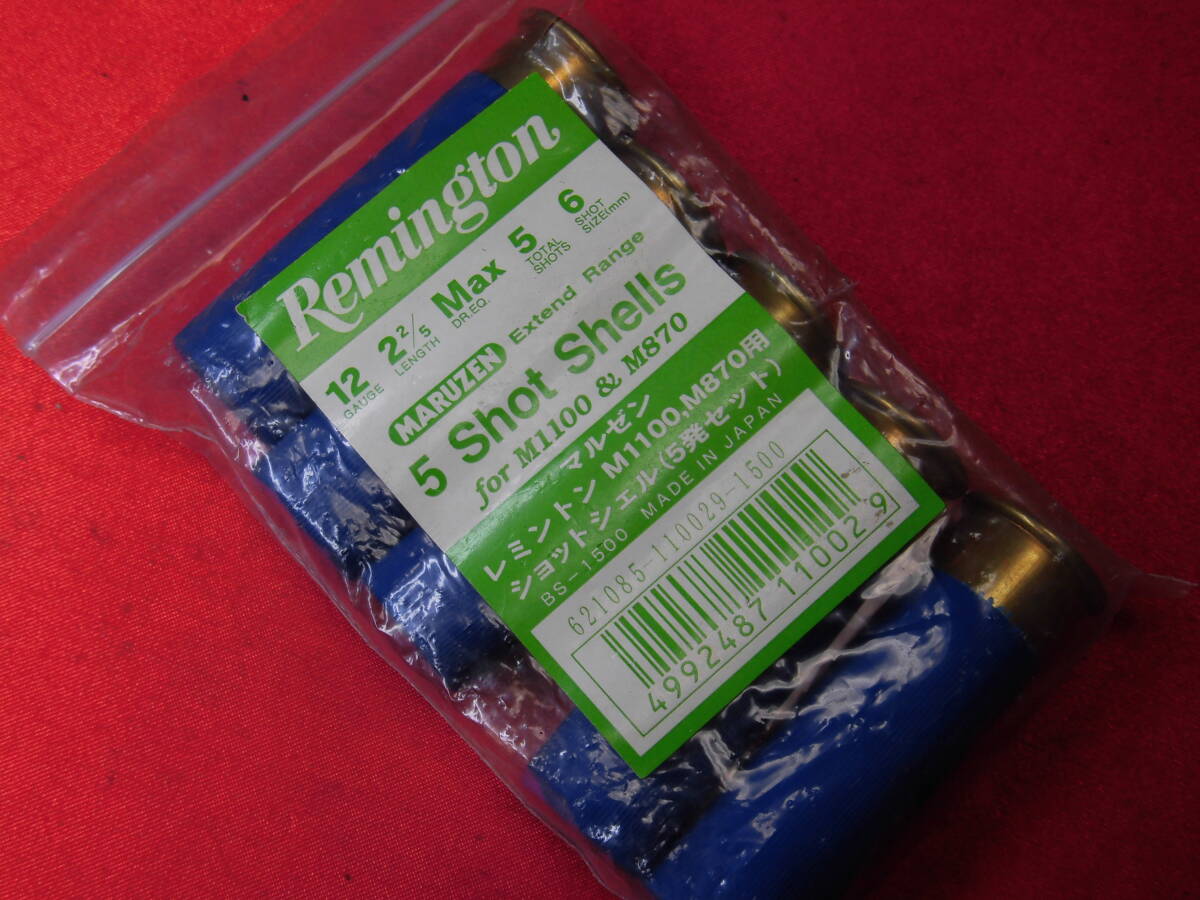 Remington
12 2 2/5 Max 5 6
GAUGE LENGTH DR.EQ. TOTAL SHOTS SHOT SIZE(mm)
MARUZEN Extend Range
5 Shot Shells
for M1100 & M870
マルゼン
レミントン M1100,M870用
ショットシェル(5発セット)
BS-1500 MADE IN JAPAN
621085-110029-1500
4992487110029